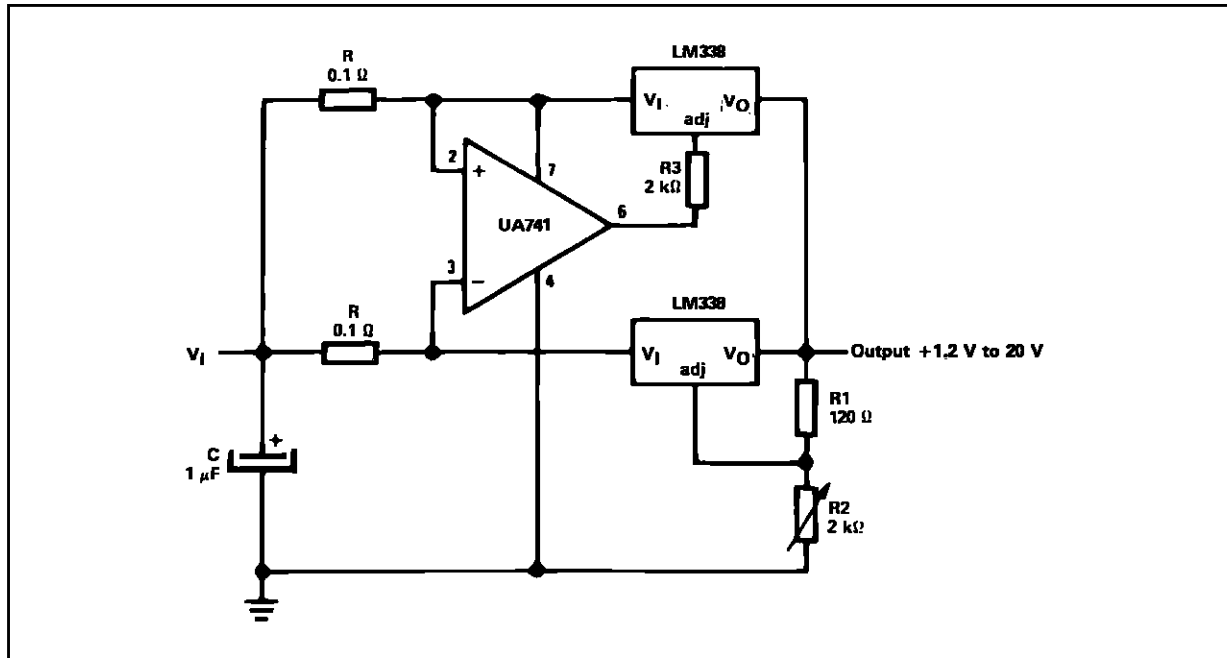 R
0.1 Ω
LM338
VI
VO
adj
R3
2 kΩ
2
+
7
UA741
6
3
−
4
R
0.1 Ω
LM338
VI
VI
VO
adj
Output +1.2 V to 20 V
R1
120 Ω
C
1 μF
+
R2
2 kΩ